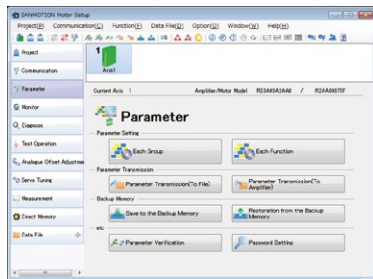 SANMOTION Motor Setup
Project(P) Communication(C) Function(F) Data File(D) Option(O) Window(W) Help(H)
Project
Communication
Parameter
Monitor
Diagnose
Test Operation
Analogue Offset Adjustment
Servo Tuning
Measurement
Direct Memory
Data File
1
Axis1
Current Axis 1 Amplifier/Motor Model /
Parameter
Parameter Setting
Each Group
Each Function
Parameter Transmission
Parameter Transmission(To File)
Parameter Transmission(To Amplifier)
Backup Memory
Save to the Backup Memory
Restoration from the Backup Memory
etc
Parameter Verification
Password Setting